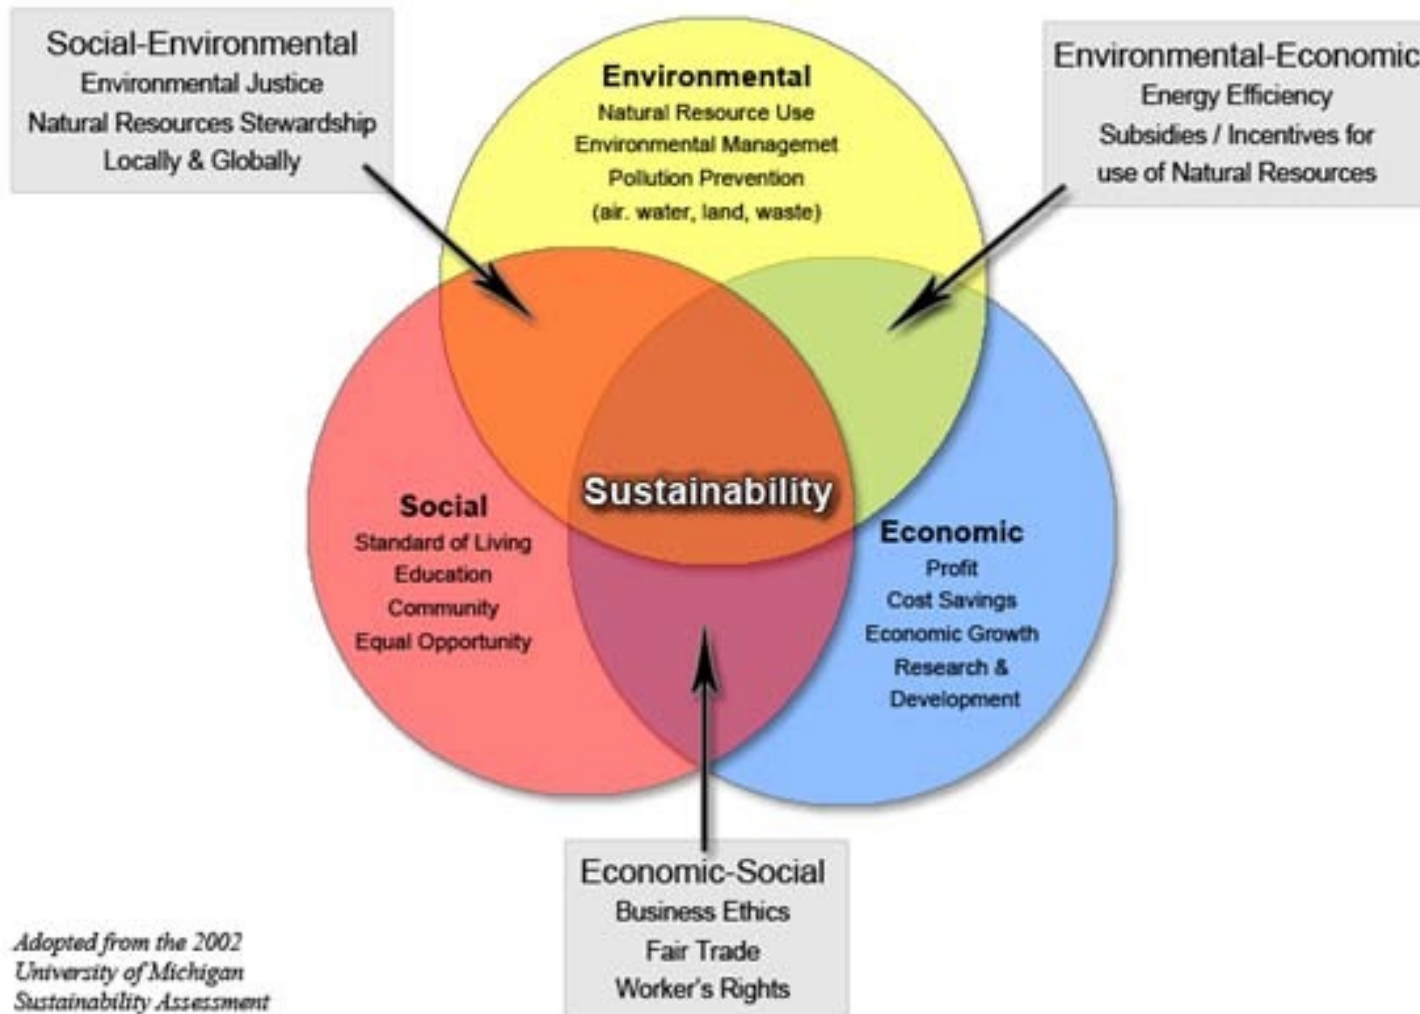 Social-Environmental
Environmental Justice
Natural Resources Stewardship
Locally & Globally
Environmental
Natural Resource Use
Environmental Managemet
Pollution Prevention
(air. water, land, waste)
Environmental-Economic
Energy Efficiency
Subsidies / Incentives for
use of Natural Resources
Sustainability
Social
Standard of Living
Education
Community
Equal Opportunity
Economic
Profit
Cost Savings
Economic Growth
Research &
Development
Economic-Social
Business Ethics
Fair Trade
Worker's Rights
Adopted from the 2002
University of Michigan
Sustainability Assessment